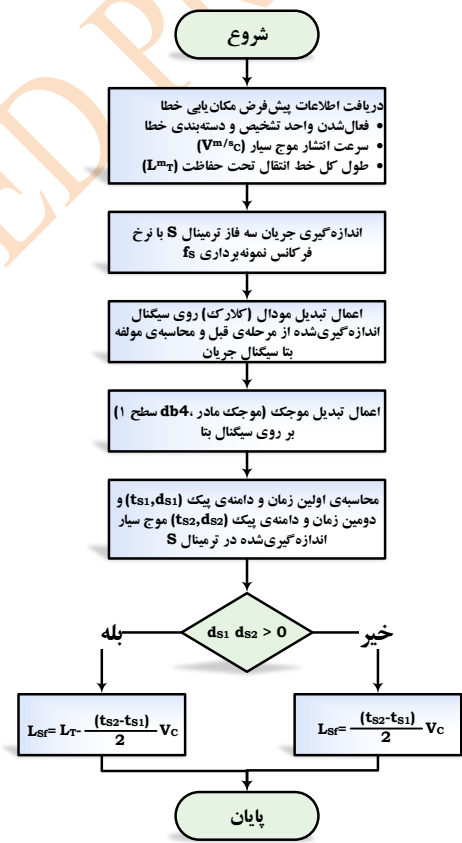 شروع
دریافت اطلاعات پیش‌فرض مکان‌یابی خطا
• فعال‌شدن واحد تشخیص و دسته‌بندی خطا
• سرعت انتشار موج سیار (Vm/sC)
• طول کل خط انتقال تحت حفاظت (LmT)
اندازه‌گیری جریان سه فاز ترمینال S با نرخ
فرکانس نمونه‌برداری fS
اعمال تبدیل مودال (کلارک) روی سیگنال
اندازه‌گیری‌شده از مرحله‌ی قبل و محاسبه‌ی مولفه
بتا سیگنال جریان
اعمال تبدیل موجک (موجک مادر db4، سطح ۱)
بر روی سیگنال بتا
محاسبه‌ی اولین زمان و دامنه‌ی پیک (tS1,dS1) و
دومین زمان و دامنه‌ی پیک (tS2,dS2) موج سیار
اندازه‌گیری‌شده در ترمینال S
dS1 dS2 > 0
بله
خیر
LSf= LT- (tS2-tS1)/2 VC
LSf= (tS2-tS1)/2 VC
پایان